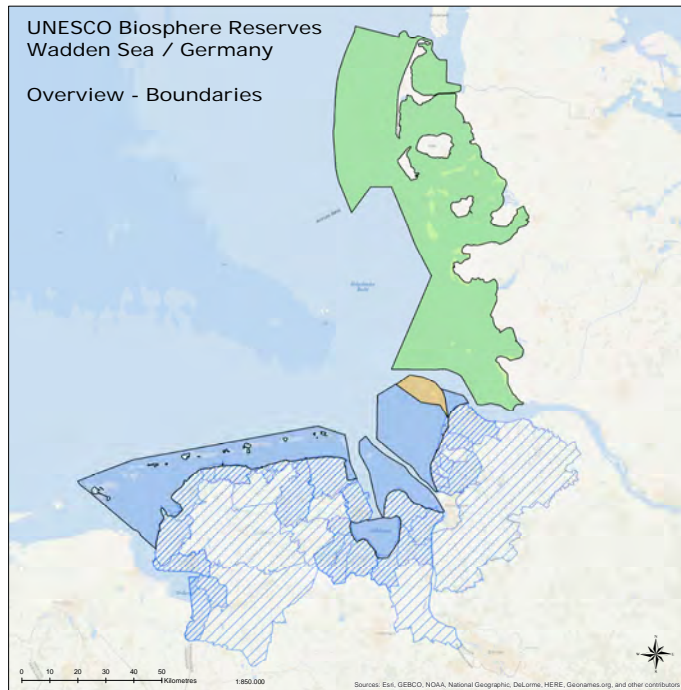 UNESCO Biosphere Reserves
Wadden Sea / Germany
Overview - Boundaries
0 10 20 30 40 50
Kilometres
1:850.000
Sources: Esri, GEBCO, NOAA, National Geographic, DeLorme, HERE, Geonames.org, and other contributors